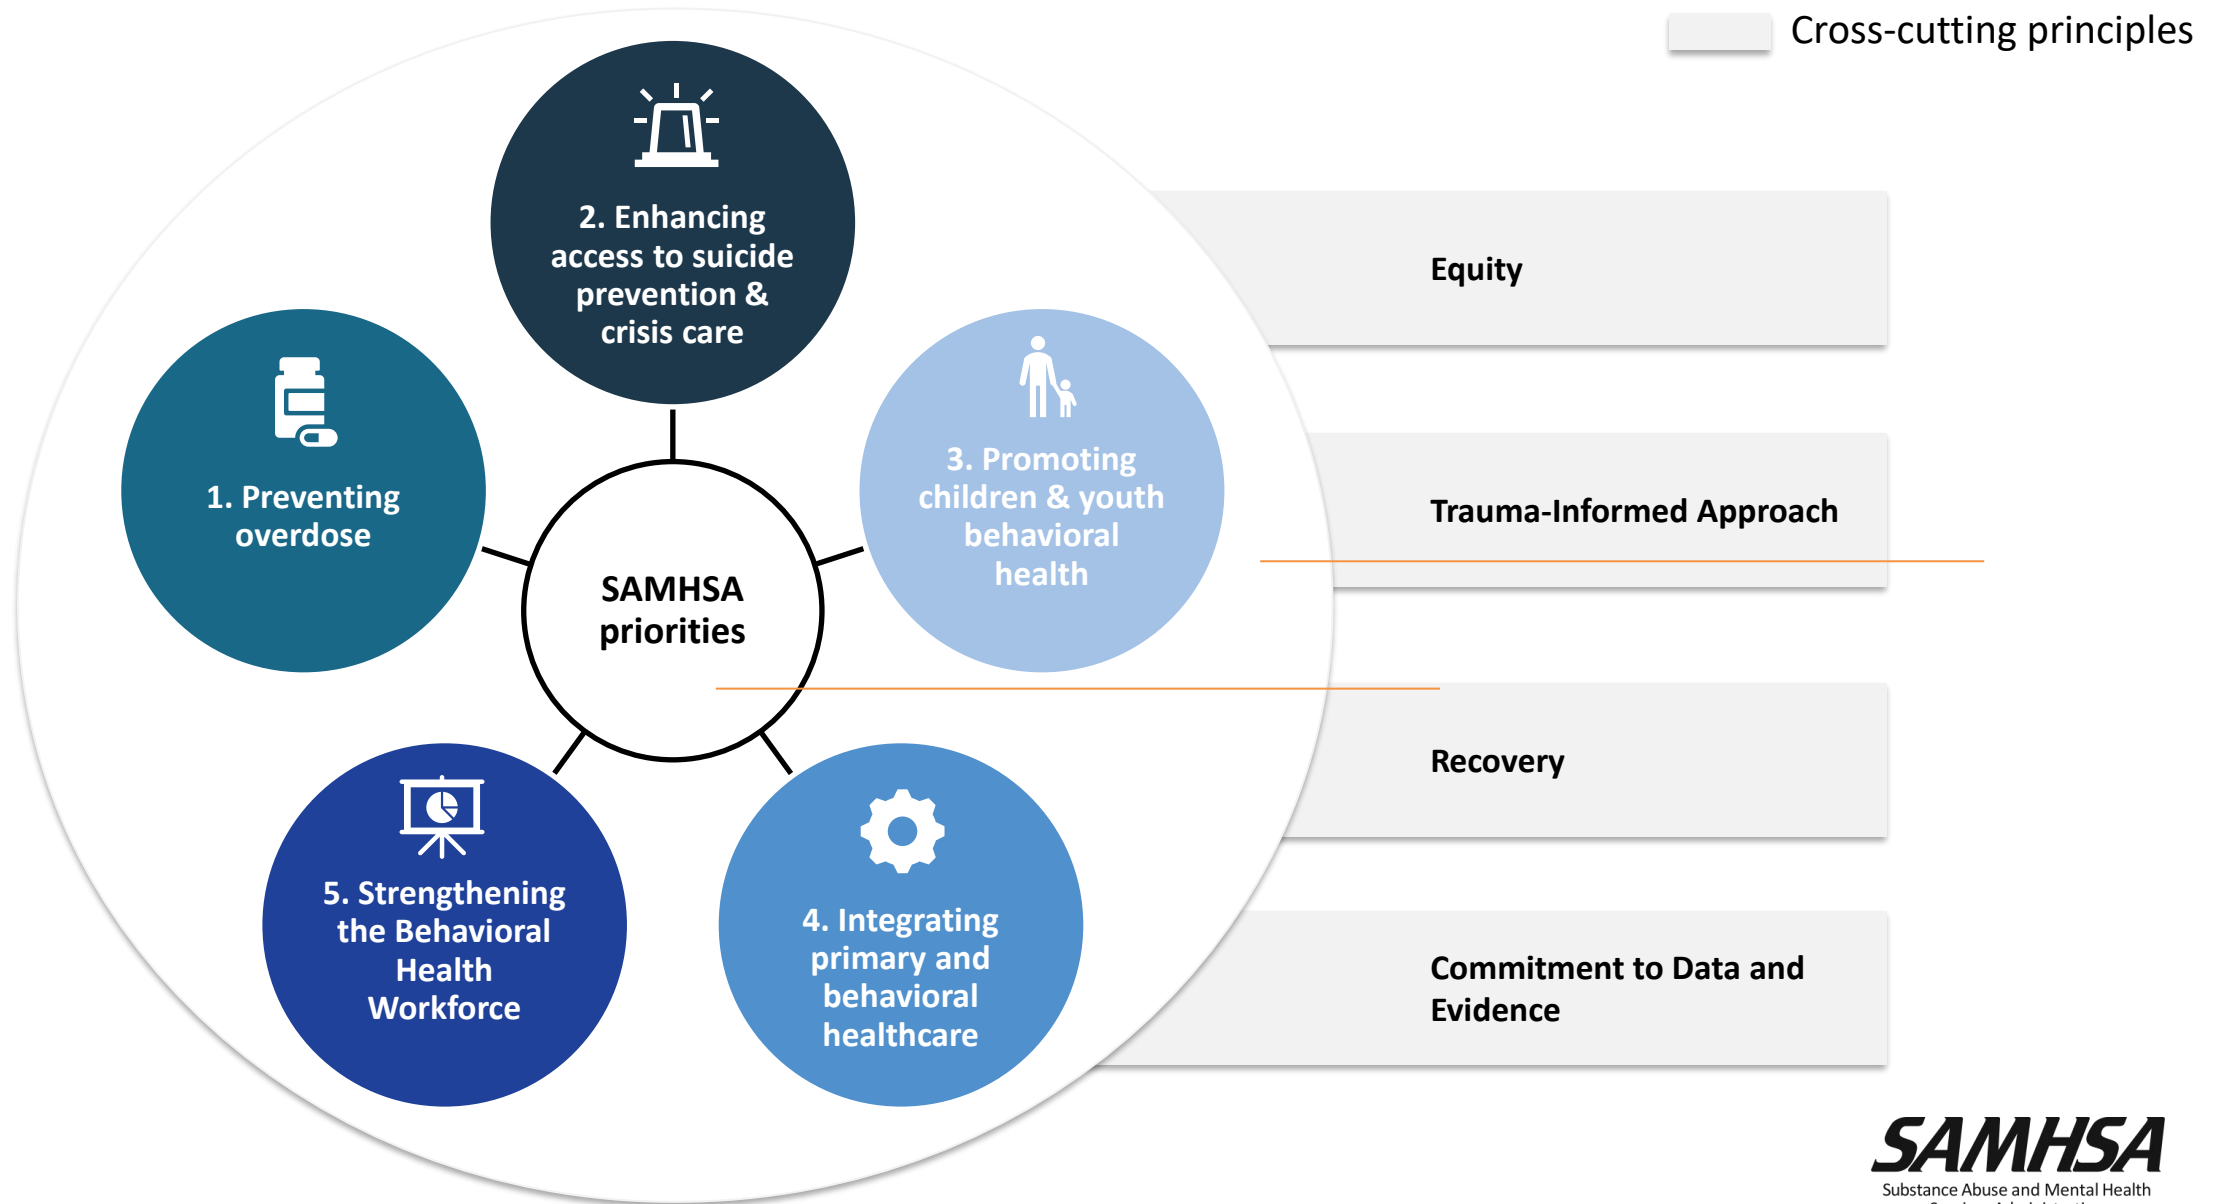 Cross-cutting principles
2. Enhancing
access to suicide
prevention &
crisis care
1. Preventing
overdose
3. Promoting
children & youth
behavioral
health
SAMHSA
priorities
5. Strengthening
the Behavioral
Health
Workforce
4. Integrating
primary and
behavioral
healthcare
Equity
Trauma-Informed Approach
Recovery
Commitment to Data and
Evidence
SAMHSA
Substance Abuse and Mental Health